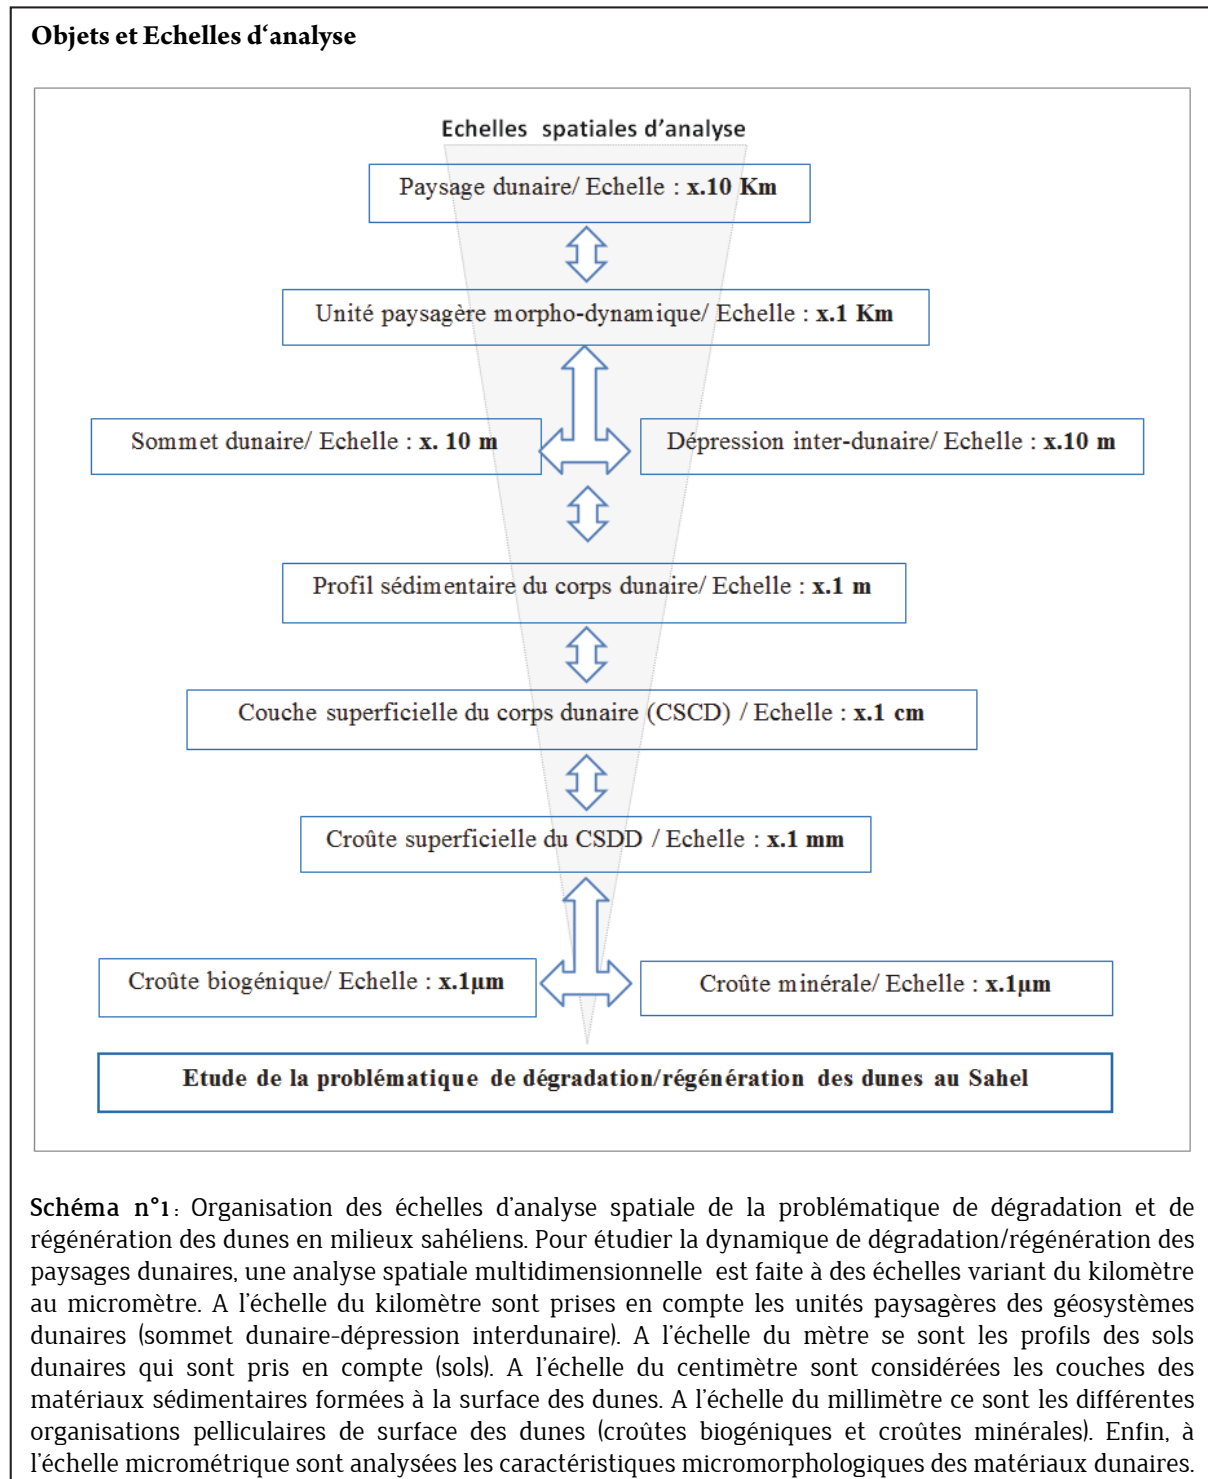 Objets et Echelles d‘analyse
Echelles spatiales d’analyse
Paysage dunaire/ Echelle : x.10 Km
Unité paysagère morpho-dynamique/ Echelle : x.1 Km
Sommet dunaire/ Echelle : x. 10 m
Dépression inter-dunaire/ Echelle : x.10 m
Profil sédimentaire du corps dunaire/ Echelle : x.1 m
Couche superficielle du corps dunaire (CSCD) / Echelle : x.1 cm
Croûte superficielle du CSDD / Echelle : x.1 mm
Croûte biogénique/ Echelle : x.1µm
Croûte minérale/ Echelle : x.1µm
Etude de la problématique de dégradation/régénération des dunes au Sahel
Schéma n°1: Organisation des échelles d’analyse spatiale de la problématique de dégradation et de
régénération des dunes en milieux sahéliens. Pour étudier la dynamique de dégradation/régénération des
paysages dunaires, une analyse spatiale multidimensionnelle est faite à des échelles variant du kilomètre
au micromètre. A l’échelle du kilomètre sont prises en compte les unités paysagères des géosystèmes
dunaires (sommet dunaire-dépression interdunaire). A l’échelle du mètre se sont les profils des sols
dunaires qui sont pris en compte (sols). A l’échelle du centimètre sont considérées les couches des
matériaux sédimentaires formées à la surface des dunes. A l’échelle du millimètre ce sont les différentes
organisations pelliculaires de surface des dunes (croûtes biogéniques et croûtes minérales). Enfin, à
l’échelle micrométrique sont analysées les caractéristiques micromorphologiques des matériaux dunaires.